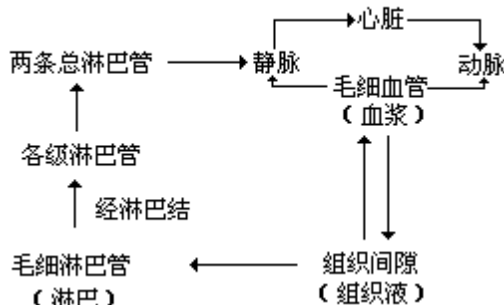 心脏
两条总淋巴管
静脉
动脉
毛细血管
（血浆）
各级淋巴管
经淋巴结
毛细淋巴管
（淋巴）
组织间隙
（组织液）